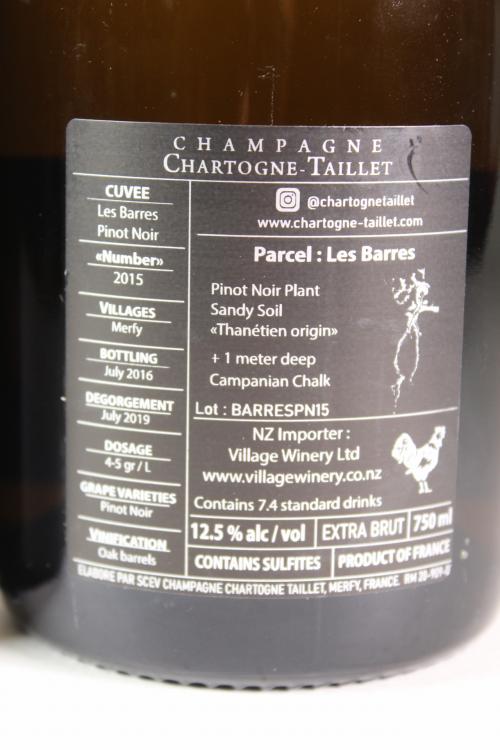 CHAMPAGNE
CHARTOGNE-TAILLET
CUVEE
Les Barres
Pinot Noir
«Number»
2015
VILLAGES
Merfy
BOTTLING
July 2016
DEGORGEMENT
July 2019
DOSAGE
4-5 gr / L
GRAPE VARIETIES
Pinot Noir
VINIFICATION
Oak barrels
@chartognetaillet
www.chartogne-taillet.com
Parcel : Les Barres
Pinot Noir Plant
Sandy Soil
«Thanétien origin»
+ 1 meter deep
Campanian Chalk
Lot : BARRESPN15
NZ Importer :
Village Winery Ltd
www.villagewinery.co.nz
Contains 7.4 standard drinks
12.5 % alc / vol
EXTRA BRUT
750 ml
CONTAINS SULFITES
PRODUCT OF FRANCE
ELABORE PAR SCEV CHAMPAGNE CHARTOGNE TAILLET, MERFY, FRANCE. RM